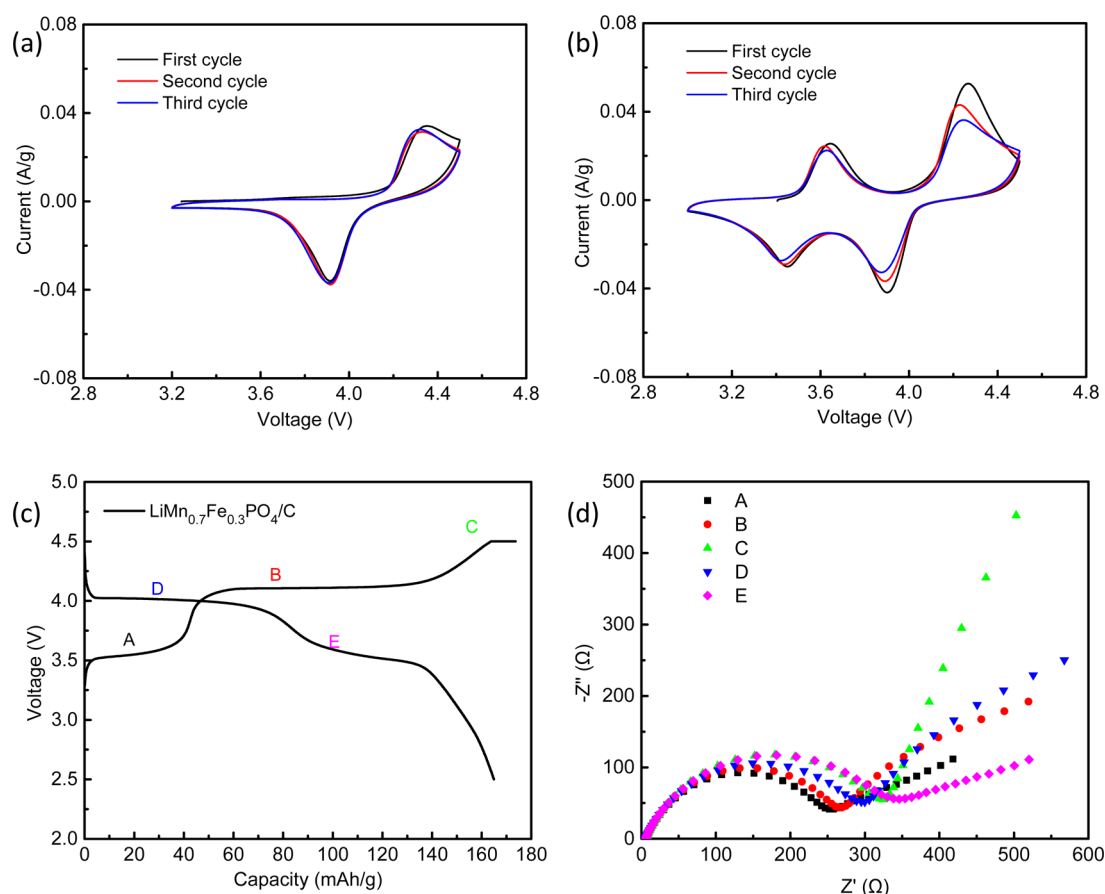 (a)
0.08
0.04
0.00
-0.04
-0.08
Current (A/g)
First cycle
Second cycle
Third cycle
2.8 3.2 3.6 4.0 4.4 4.8
Voltage (V)
(b)
0.08
0.04
0.00
-0.04
-0.08
Current (A/g)
First cycle
Second cycle
Third cycle
2.8 3.2 3.6 4.0 4.4 4.8
Voltage (V)
(c)
5.0
4.5
4.0
3.5
3.0
2.5
2.0
Voltage (V)
LiMn₀.₇Fe₀.₃PO₄/C
C
B
D
A
E
0 20 40 60 80 100 120 140 160 180
Capacity (mAh/g)
(d)
500
400
300
200
100
0
-Z'' (Ω)
A
B
C
D
E
0 100 200 300 400 500 600
Z' (Ω)